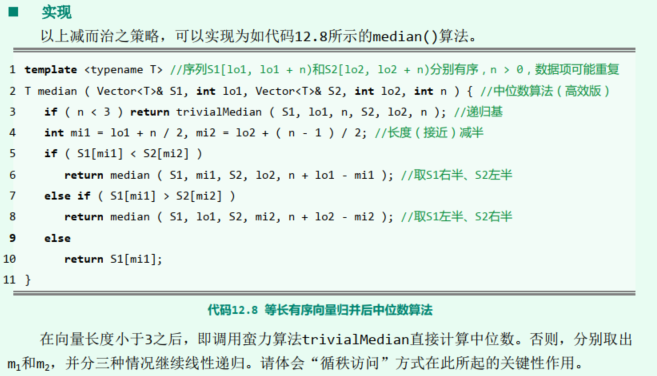 ■ 实现
以上减而治之策略，可以实现为如代码12.8所示的median()算法。
1 template <typename T> //序列S1[lo1, lo1 + n)和S2[lo2, lo2 + n)分别有序，n > 0，数据项可能重复
2 T median ( Vector<T>& S1, int lo1, Vector<T>& S2, int lo2, int n ) { //中位数算法（高效版）
3 if ( n < 3 ) return trivialMedian ( S1, lo1, n, S2, lo2, n ); //递归基
4 int mi1 = lo1 + n / 2, mi2 = lo2 + ( n - 1 ) / 2; //长度（接近）减半
5 if ( S1[mi1] < S2[mi2] )
6 return median ( S1, mi1, S2, lo2, n + lo1 - mi1 ); //取S1右半、S2左半
7 else if ( S1[mi1] > S2[mi2] )
8 return median ( S1, lo1, S2, mi2, n + lo2 - mi2 ); //取S1左半、S2右半
9 else
10 return S1[mi1];
11 }
代码12.8 等长有序向量归并后中位数算法
在向量长度小于3之后，即调用蛮力算法trivialMedian直接计算中位数。否则，分别取出
m₁和m₂，并分三种情况继续线性递归。请体会“循秩访问”方式在此所起的关键性作用。